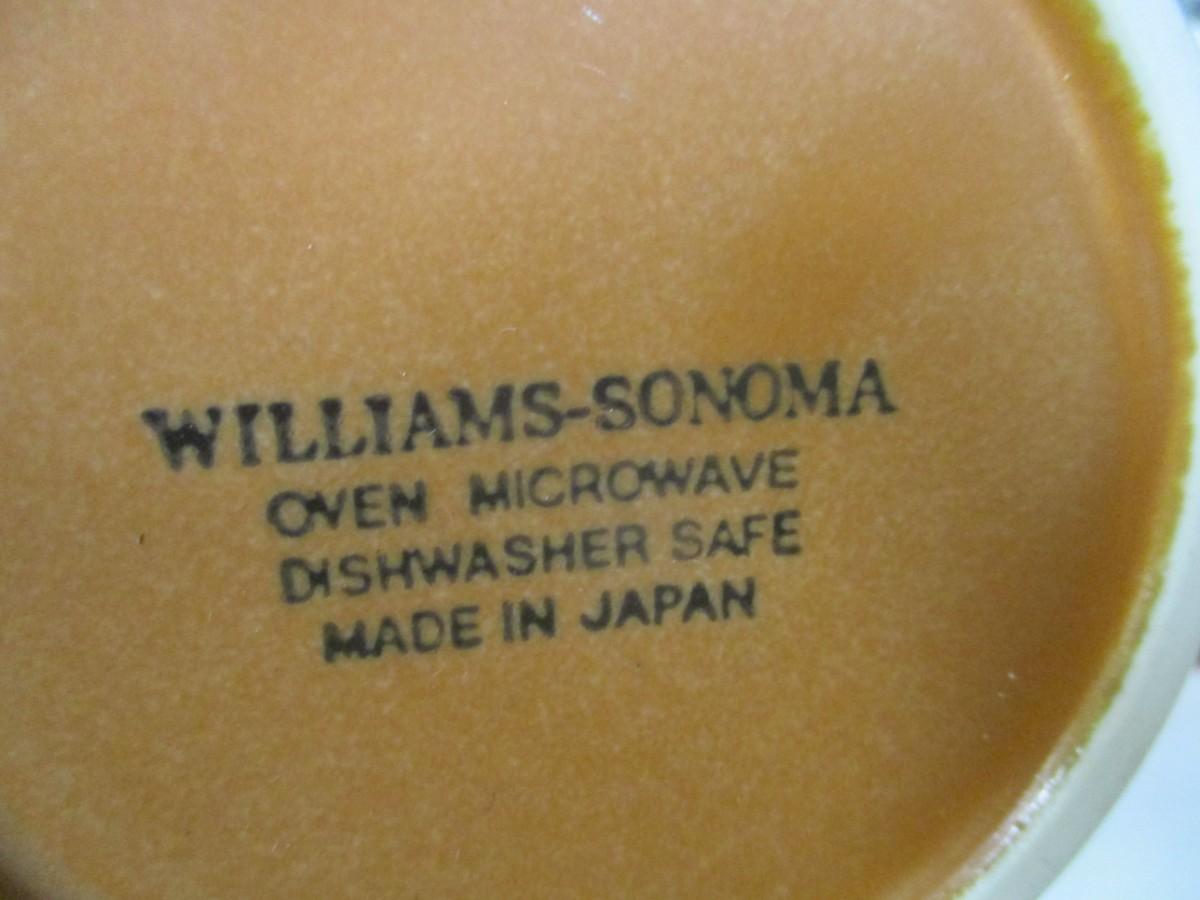 WILLIAMS-SONOMA
OVEN MICROWAVE
DISHWASHER SAFE
MADE IN JAPAN